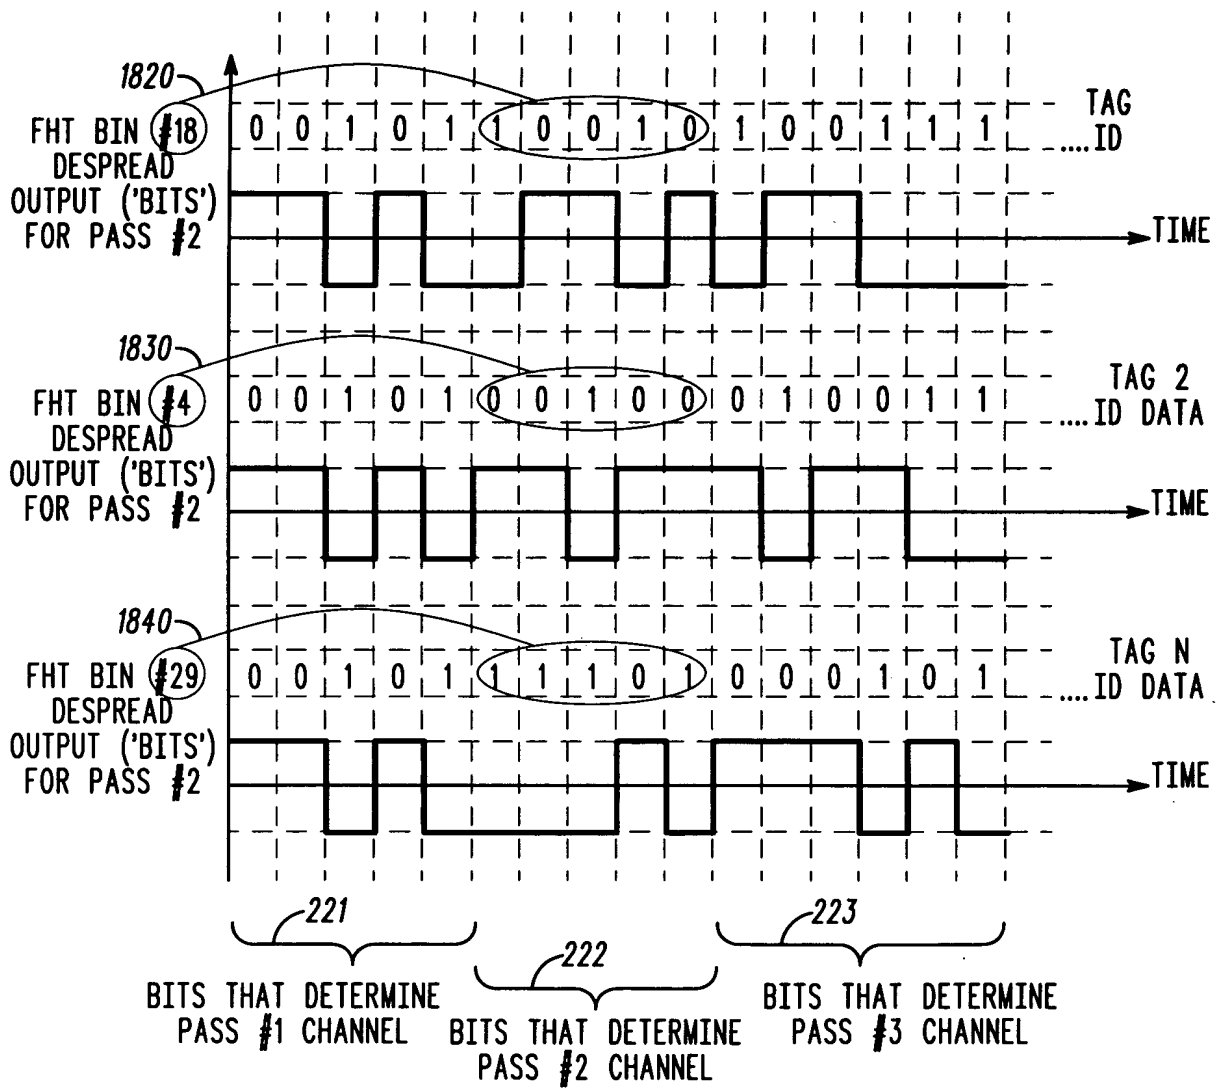 1820
FHT BIN #18 0 0 1 0 1 1 0 0 1 0 1 0 0 1 1 1 .... TAG ID
DESPREAD
OUTPUT ('BITS')
FOR PASS #2
TIME
1830
FHT BIN #4 0 0 1 0 1 0 0 1 0 0 0 1 0 0 1 1 .... TAG 2 ID DATA
DESPREAD
OUTPUT ('BITS')
FOR PASS #2
TIME
1840
FHT BIN #29 0 0 1 0 1 1 1 1 0 1 0 0 0 1 0 1 .... TAG N ID DATA
DESPREAD
OUTPUT ('BITS')
FOR PASS #2
TIME
221
BITS THAT DETERMINE
PASS #1 CHANNEL
222
BITS THAT DETERMINE
PASS #2 CHANNEL
223
BITS THAT DETERMINE
PASS #3 CHANNEL